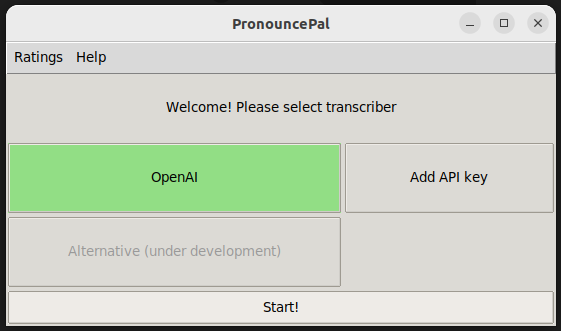 PronouncePal
Ratings Help
Welcome! Please select transcriber
OpenAI Add API key
Alternative (under development)
Start!